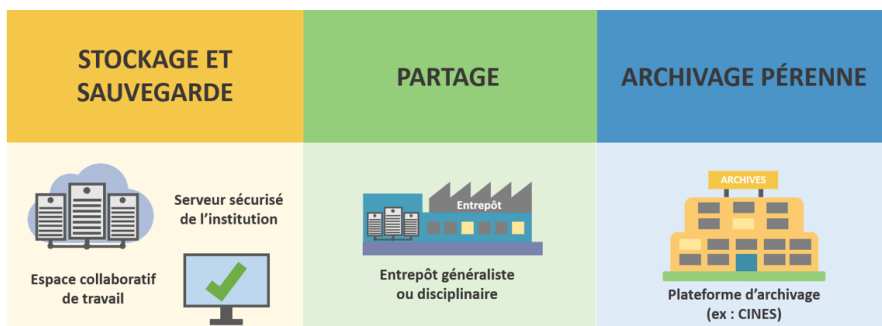 STOCKAGE ET
SAUVEGARDE
PARTAGE
ARCHIVAGE PÉRENNE
Serveur sécurisé
de l'institution
Espace collaboratif
de travail
Entrepôt
Entrepôt généraliste
ou disciplinaire
ARCHIVES
Plateforme d'archivage
(ex : CINES)